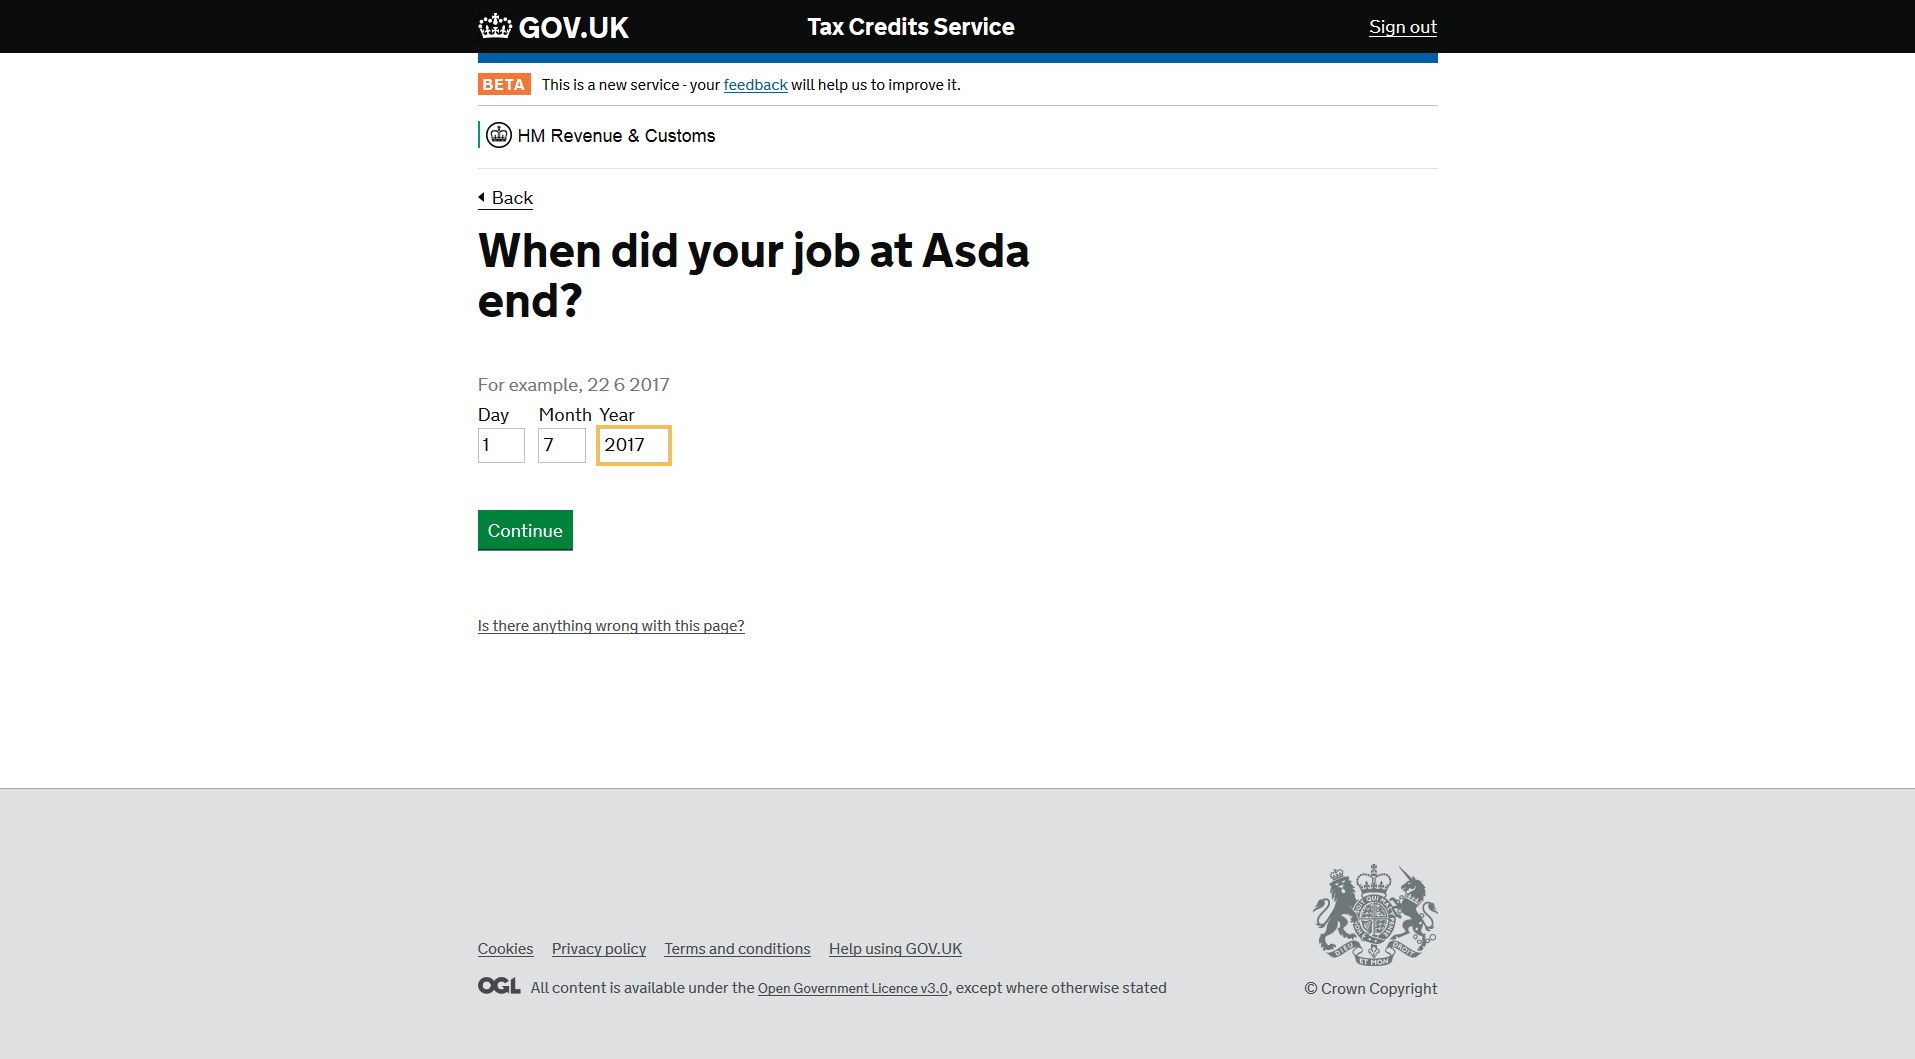 GOV.UK
Tax Credits Service
Sign out
BETA This is a new service - your feedback will help us to improve it.
HM Revenue & Customs
Back
When did your job at Asda
end?
For example, 22 6 2017
Day Month Year
1 7 2017
Continue
Is there anything wrong with this page?
Cookies Privacy policy Terms and conditions Help using GOV.UK
OGL All content is available under the Open Government Licence v3.0, except where otherwise stated
© Crown Copyright